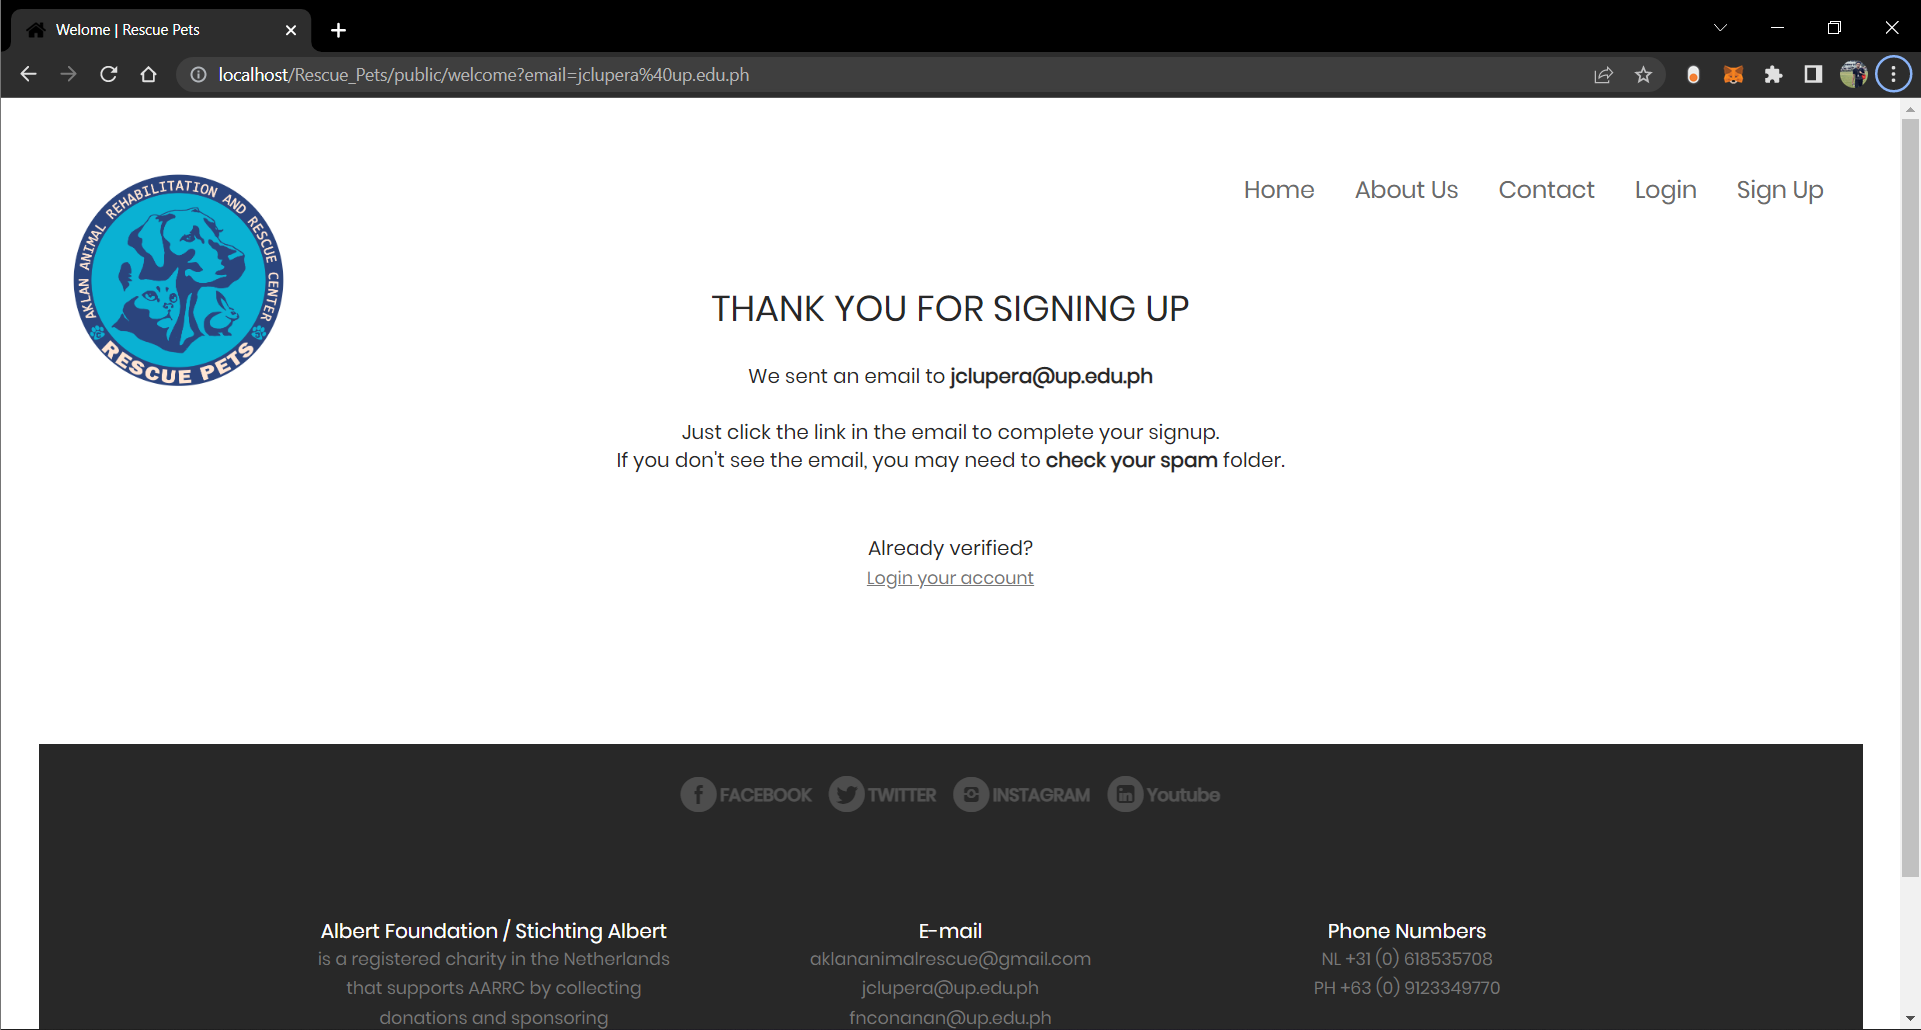 Welome | Rescue Pets
localhost/Rescue_Pets/public/welcome?email=jclupera%40up.edu.ph
AKLAN ANIMAL REHABILITATION AND RESCUE CENTER
RESCUE PETS
Home About Us Contact Login Sign Up
THANK YOU FOR SIGNING UP
We sent an email to jclupera@up.edu.ph
Just click the link in the email to complete your signup.
If you don't see the email, you may need to check your spam folder.
Already verified?
Login your account
FACEBOOK TWITTER INSTAGRAM Youtube
Albert Foundation / Stichting Albert
is a registered charity in the Netherlands
that supports AARRC by collecting
donations and sponsoring
E-mail
aklananimalrescue@gmail.com
jclupera@up.edu.ph
fnconanan@up.edu.ph
Phone Numbers
NL +31 (0) 618535708
PH +63 (0) 9123349770